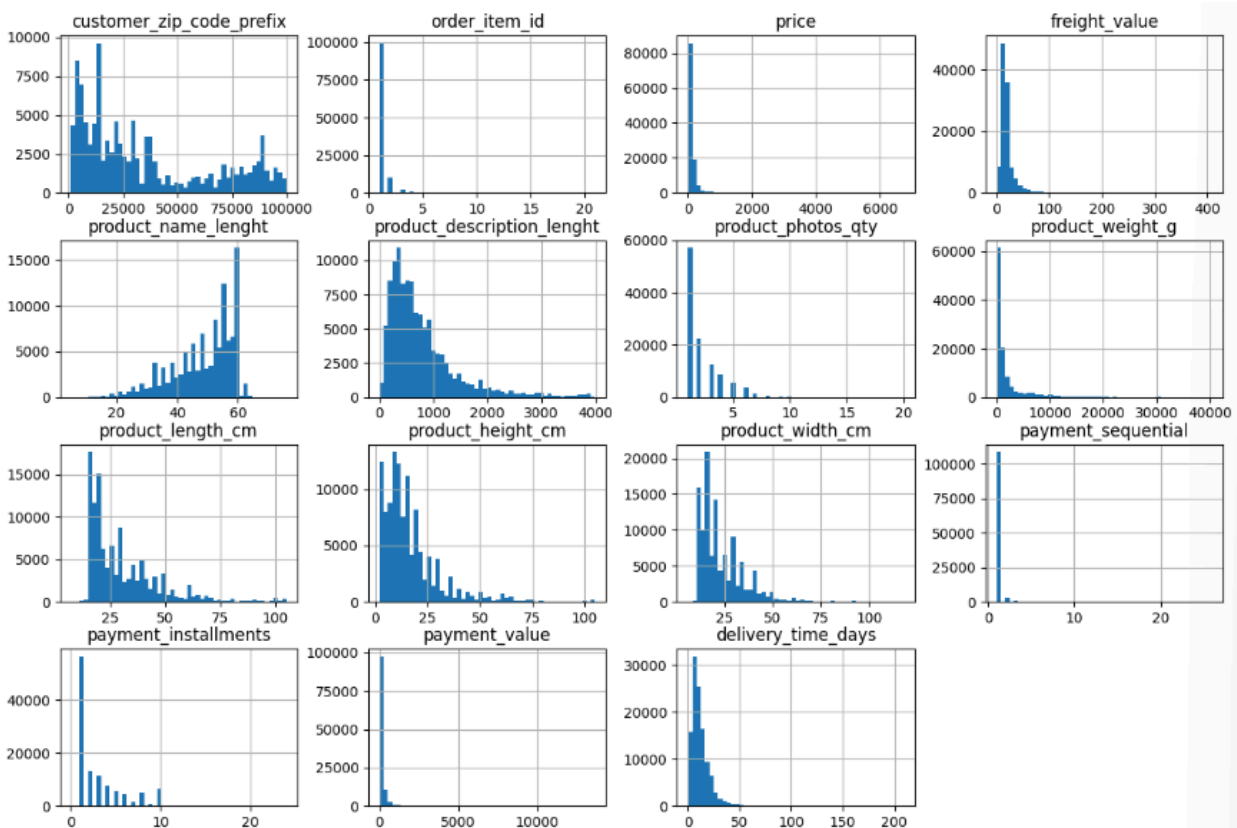 customer_zip_code_prefix order_item_id price freight_value
10000 7500 5000 2500 0
0 25000 50000 75000 100000
100000 75000 50000 25000 0
0 5 10 15 20
80000 60000 40000 20000 0
0 2000 4000 6000
40000 20000 0
0 100 200 300 400
product_name_lenght product_description_lenght product_photos_qty product_weight_g
15000 10000 5000 0
20 40 60
10000 7500 5000 2500 0
0 1000 2000 3000 4000
60000 40000 20000 0
5 10 15 20
60000 40000 20000 0
0 10000 20000 30000 40000
product_length_cm product_height_cm product_width_cm payment_sequential
15000 10000 5000 0
25 50 75 100
10000 5000 0
0 25 50 75 100
20000 15000 10000 5000 0
25 50 75 100
100000 75000 50000 25000 0
0 10 20
payment_installments payment_value delivery_time_days
40000 20000 0
0 10 20
100000 75000 50000 25000 0
0 5000 10000
30000 20000 10000 0
0 50 100 150 200